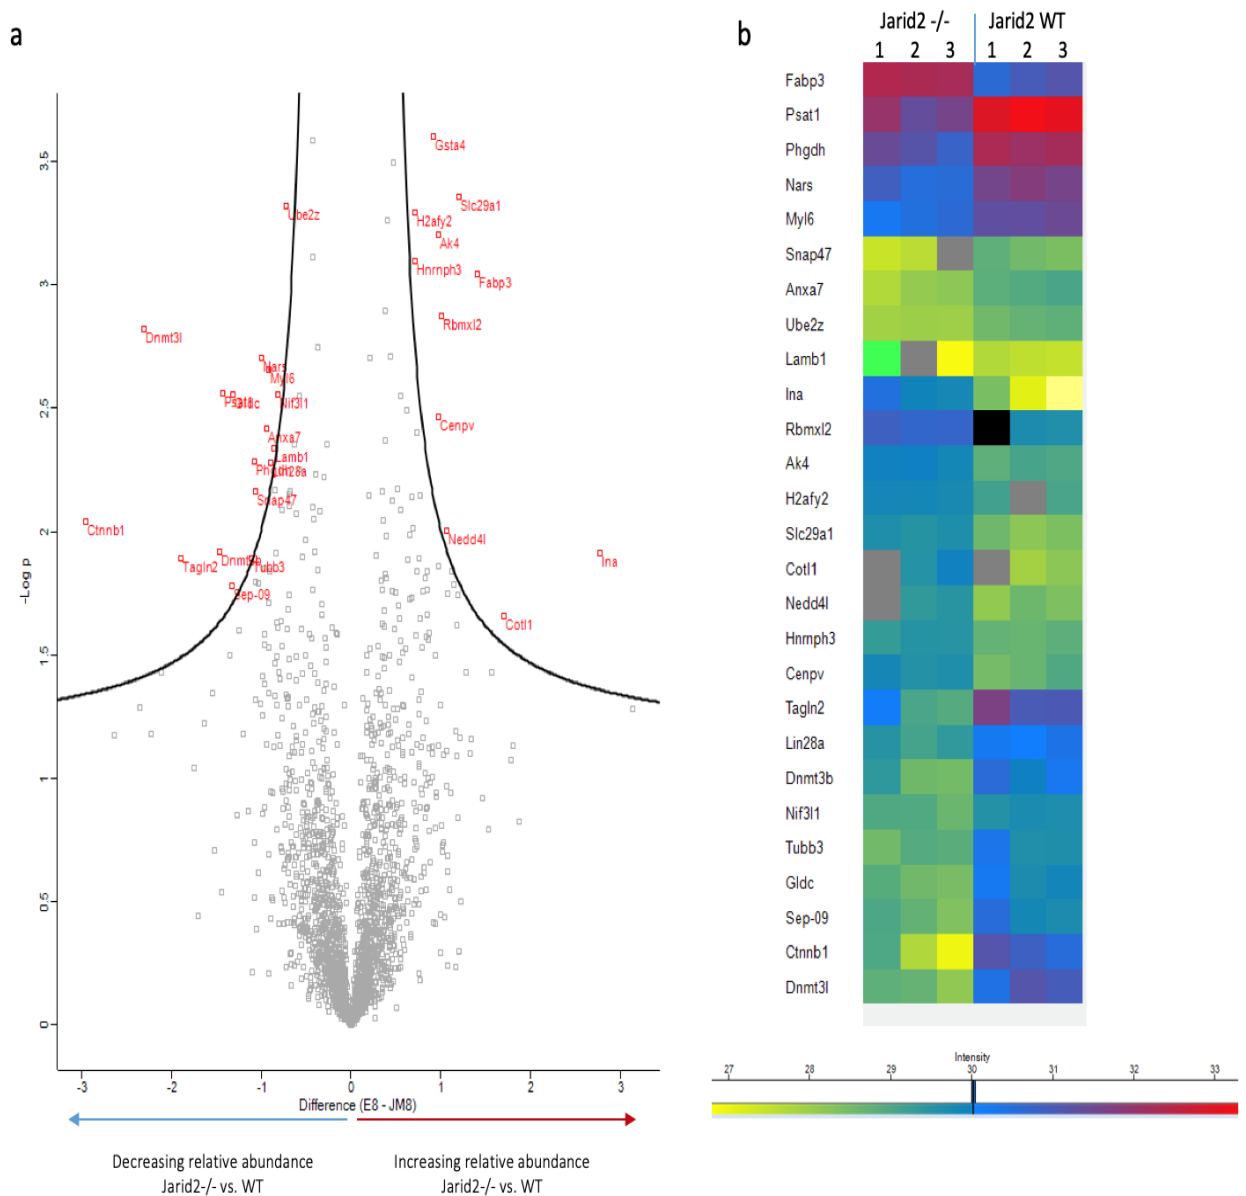 a
3.5
3
2.5
2
1.5
1
0.5
0
-Log p
Gsta4
Slc29a1
Ube2z
H2afy2
Ak4
Hnrnph3
Fabp3
Rbmxl2
Dnmt3l
Nars
Myl6
Psat1
Gldc
Nif3l1
Cenpv
Anxa7
Lamb1
Phgdh
Lin28a
Snap47
Ctnnb1
Nedd4l
Tagln2
Dnmt3b
Tubb3
Ina
Sep-09
Cotl1
-3 -2 -1 0 1 2 3
Difference (E8 - JM8)
Decreasing relative abundance
Jarid2-/- vs. WT
Increasing relative abundance
Jarid2-/- vs. WT
b
Jarid2 -/- Jarid2 WT
1 2 3 1 2 3
Fabp3
Psat1
Phgdh
Nars
Myl6
Snap47
Anxa7
Ube2z
Lamb1
Ina
Rbmxl2
Ak4
H2afy2
Slc29a1
Cotl1
Nedd4l
Hnrnph3
Cenpv
Tagln2
Lin28a
Dnmt3b
Nif3l1
Tubb3
Gldc
Sep-09
Ctnnb1
Dnmt3l
Intensity
27 28 29 30 31 32 33